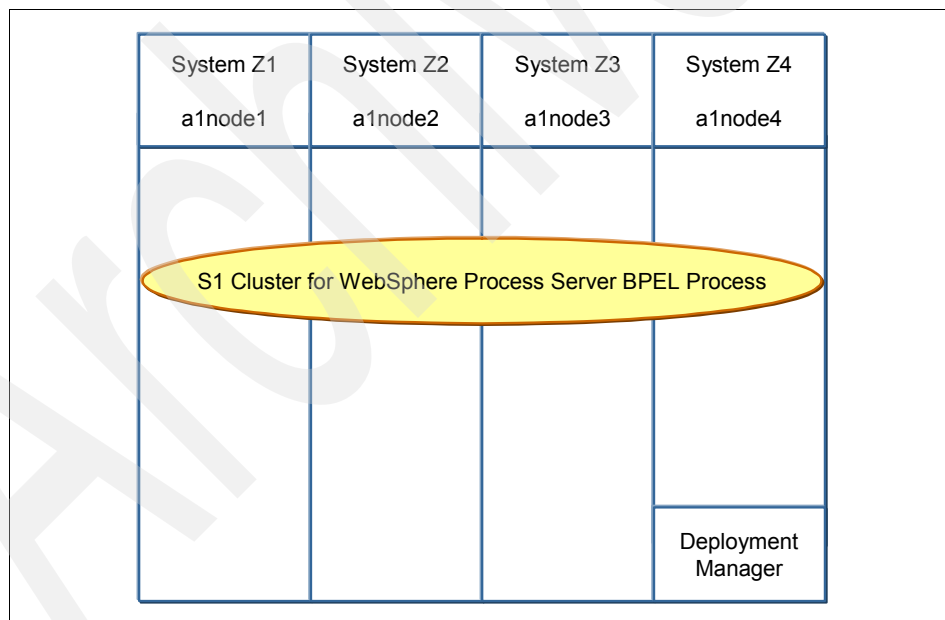 System Z1
a1node1
System Z2
a1node2
System Z3
a1node3
System Z4
a1node4
S1 Cluster for WebSphere Process Server BPEL Process
Deployment
Manager